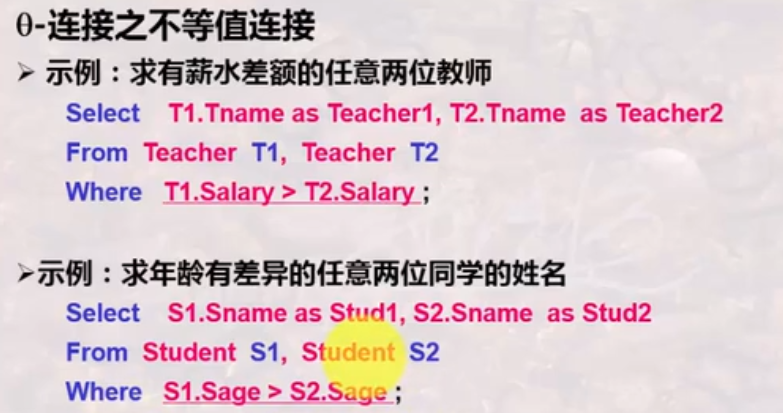 θ-连接之不等值连接
➢ 示例：求有薪水差额的任意两位教师
Select T1.Tname as Teacher1, T2.Tname as Teacher2
From Teacher T1, Teacher T2
Where T1.Salary > T2.Salary ;
➢示例：求年龄有差异的任意两位同学的姓名
Select S1.Sname as Stud1, S2.Sname as Stud2
From Student S1, Student S2
Where S1.Sage > S2.Sage ;